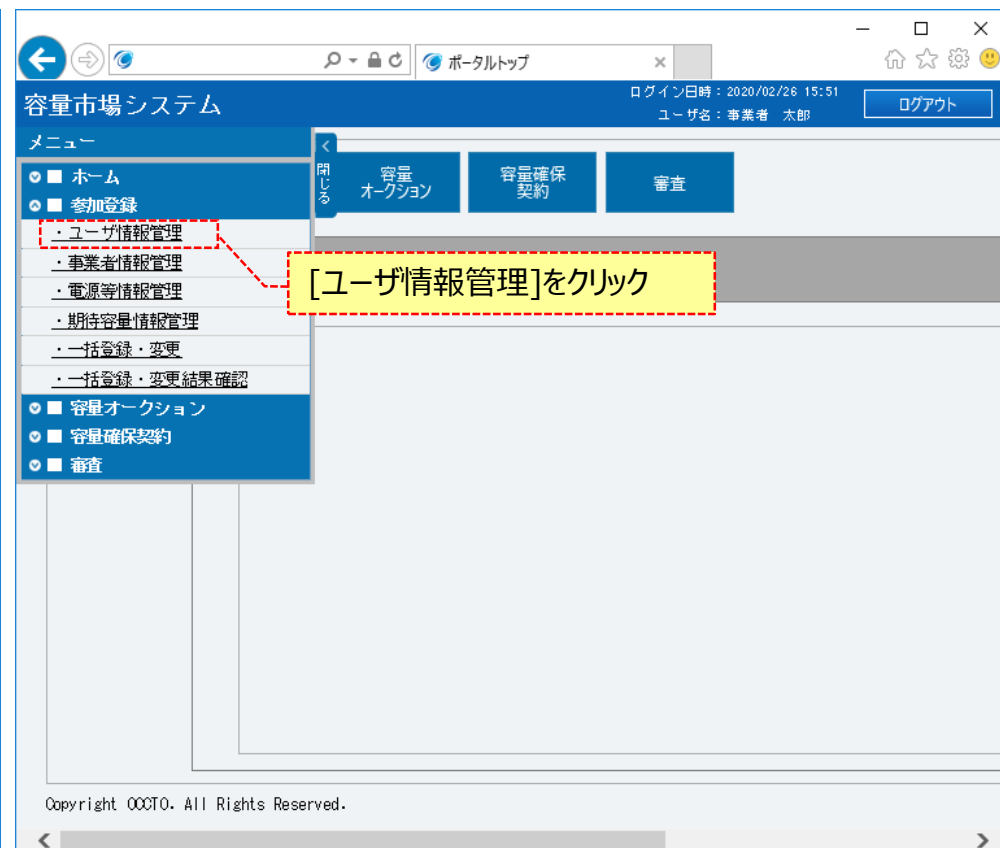 ポータルトップ
容量市場システム
ログイン日時：2020/02/26 15:51
ユーザ名：事業者 太郎
ログアウト
メニュー
閉じる
ホーム
参加登録
・ユーザ情報管理
・事業者情報管理
・電源等情報管理
・期待容量情報管理
・一括登録・変更
・一括登録・変更結果確認
容量オークション
容量確保契約
審査
容量
オークション
容量確保
契約
審査
[ユーザ情報管理]をクリック
Copyright OCCTO. All Rights Reserved.